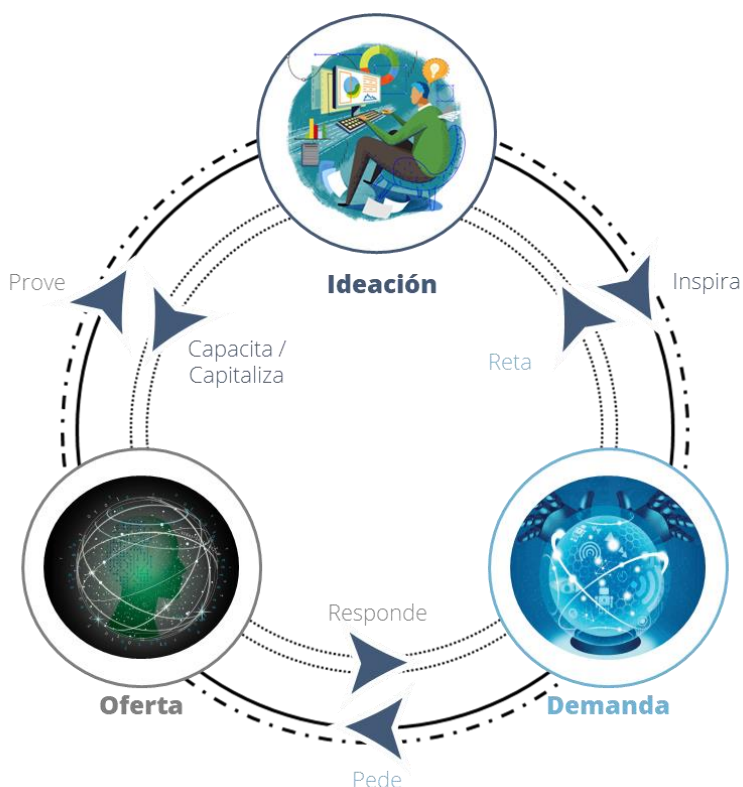 Ideación
Prove
Inspira
Capacita /
Capitaliza
Reta
Responde
Oferta
Demanda
Pede